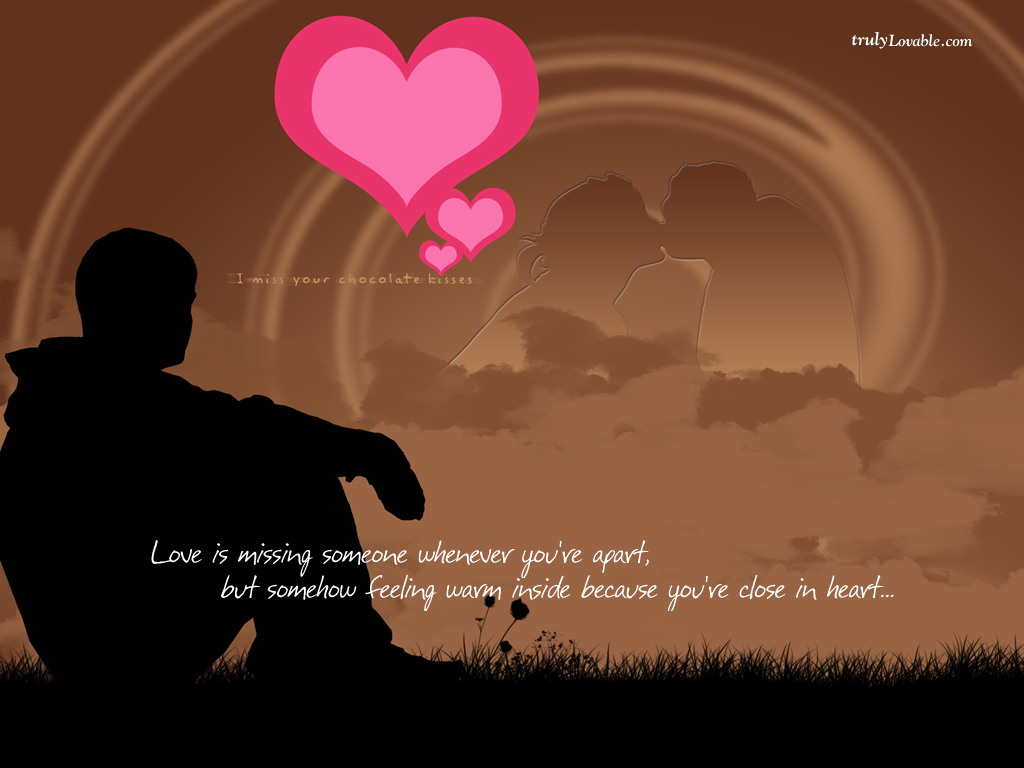 trulyLovable.com
I miss your chocolate kisses
Love is missing someone whenever you're apart,
but somehow feeling warm inside because you're close in heart...